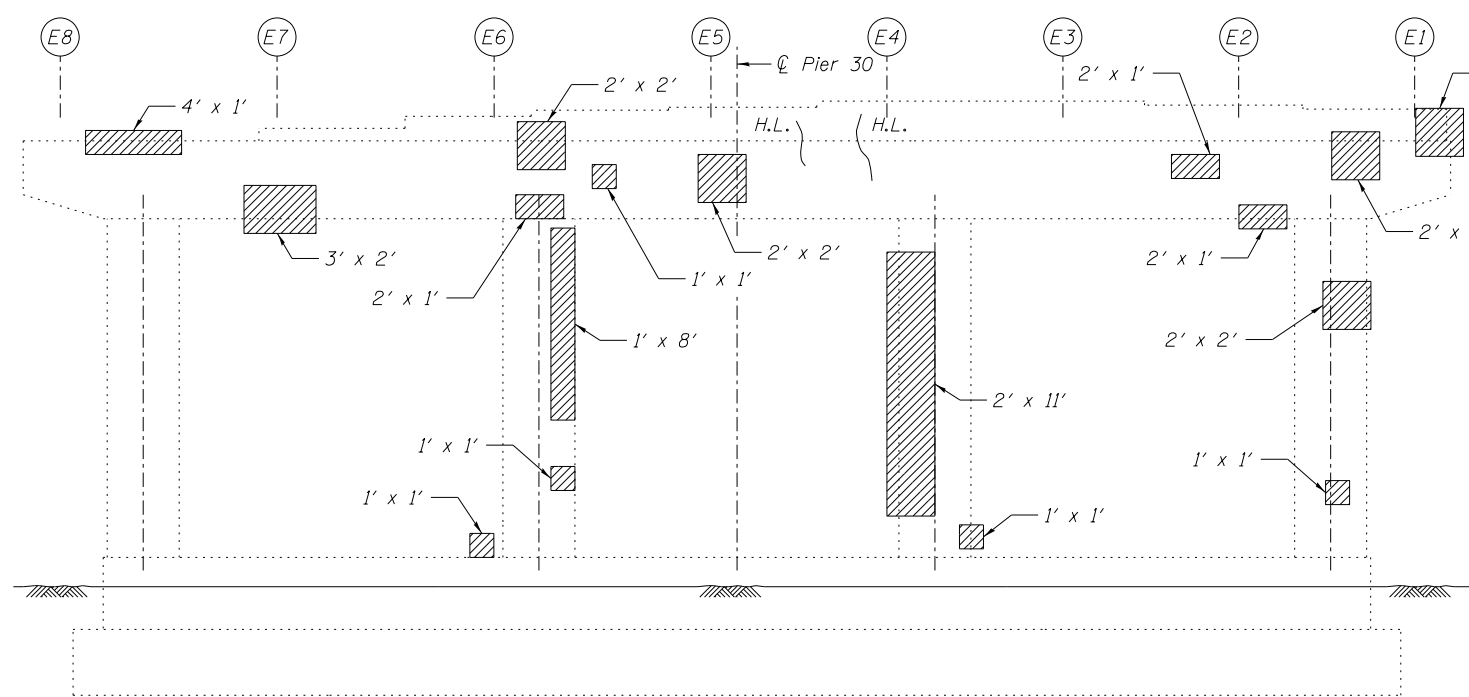 E8
E7
E6
E5
E4
E3
E2
E1
℄ Pier 30
4' x 1'
2' x 2'
2' x 1'
H.L.
H.L.
3' x 2'
2' x 1'
1' x 1'
2' x 2'
2' x 1'
2' x
1' x 8'
2' x 2'
2' x 11'
1' x 1'
1' x 1'
1' x 1'
1' x 1'